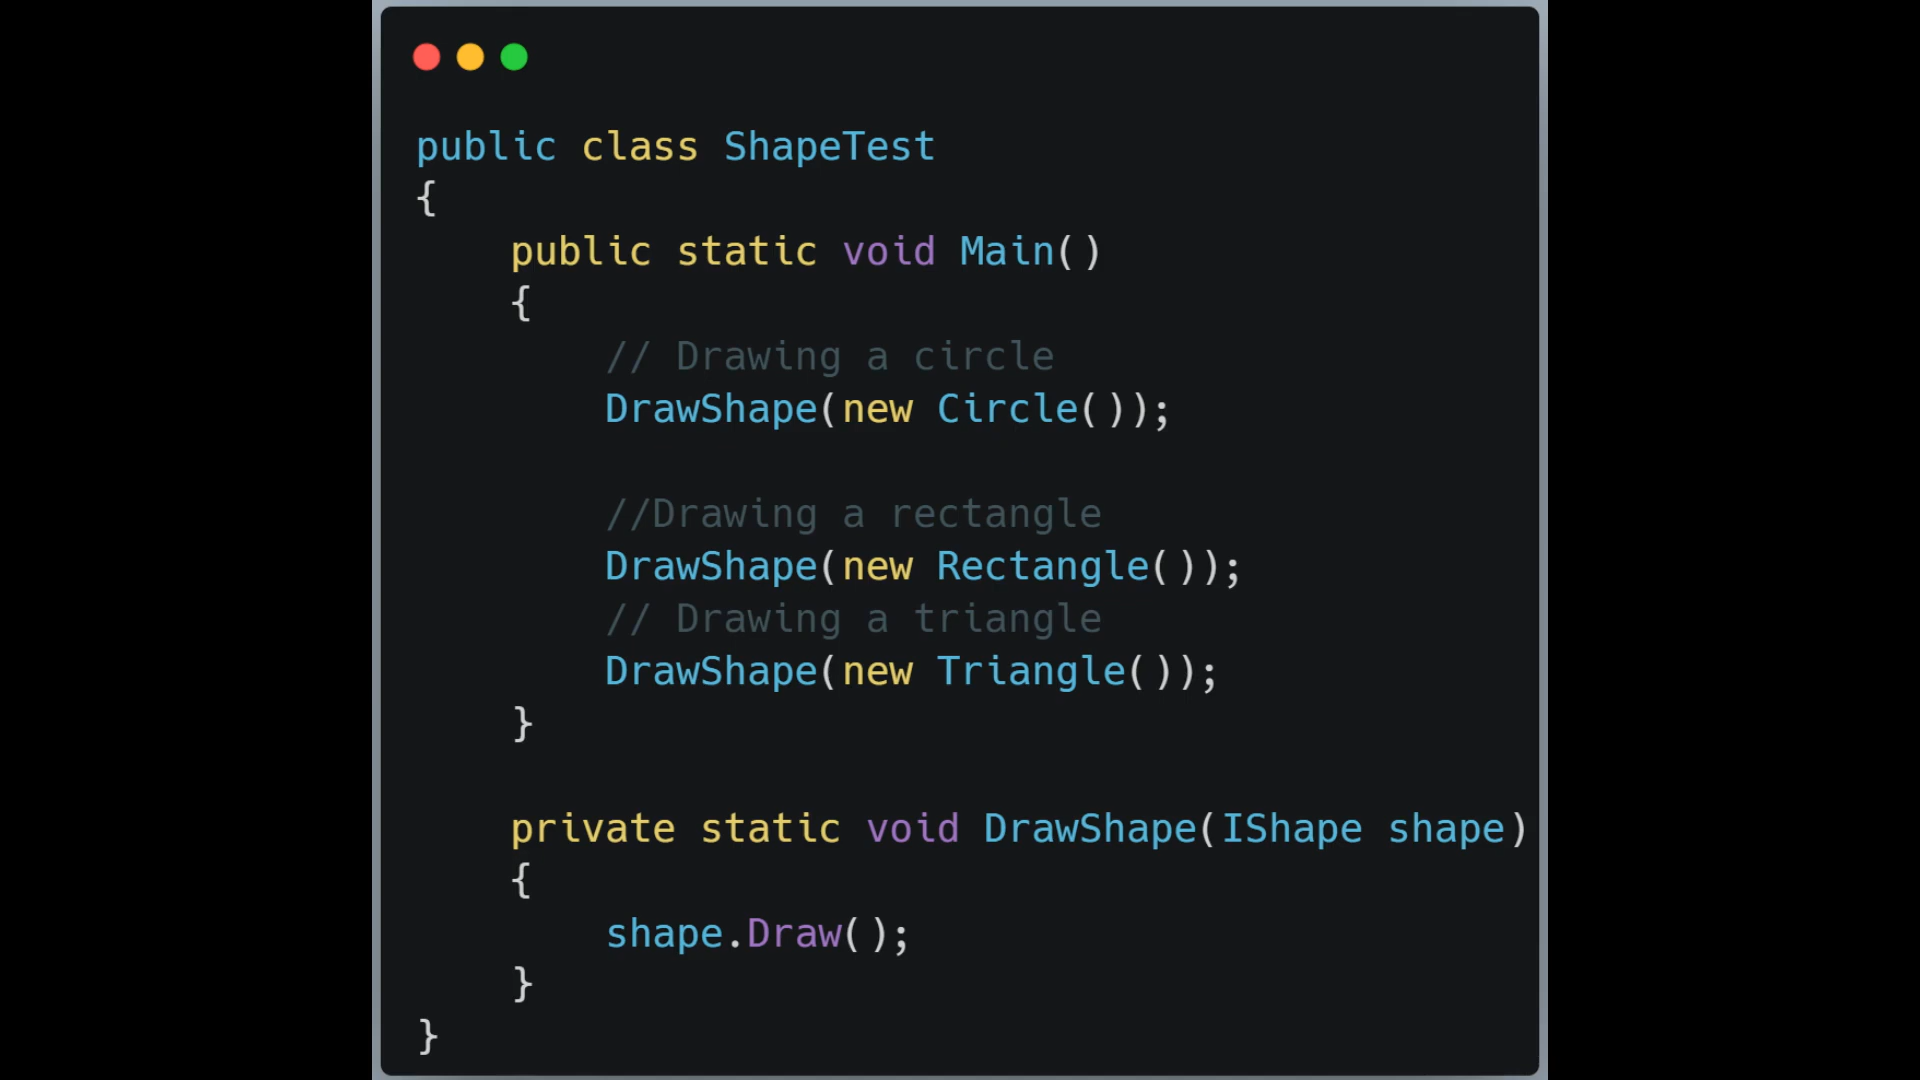 public class ShapeTest
{
    public static void Main()
    {
        // Drawing a circle
        DrawShape(new Circle());

        //Drawing a rectangle
        DrawShape(new Rectangle());
        // Drawing a triangle
        DrawShape(new Triangle());
    }

    private static void DrawShape(IShape shape)
    {
        shape.Draw();
    }
}